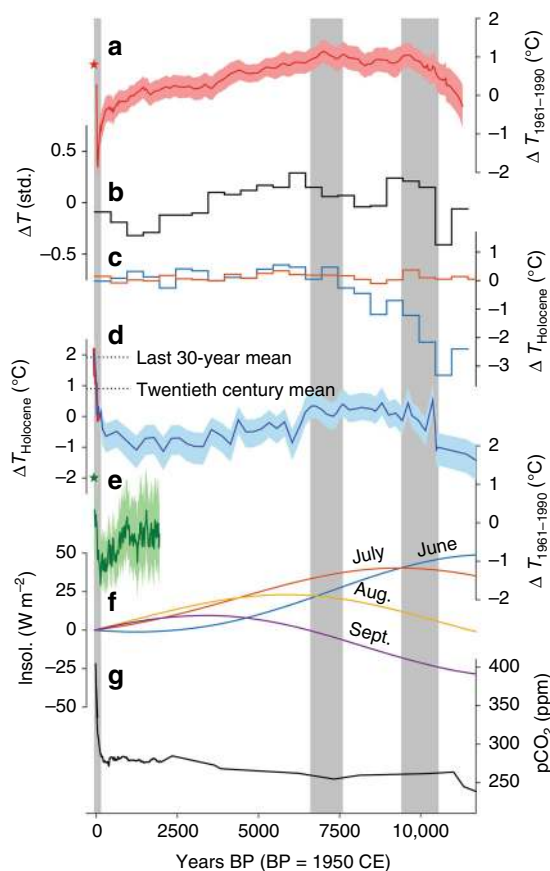 a
2
1
0
−1
−2
Δ T1961–1990 (°C)
0.5
0
−0.5
ΔT (std.)
b
c
1
0
−1
−2
−3
ΔTHolocene (°C)
d
2
1
0
−1
−2
ΔTHolocene (°C)
Last 30-year mean
Twentieth century mean
e
2
1
0
−1
−2
ΔT1961–1990 (°C)
50
25
0
−25
−50
Insol. (W m−2)
f
July
June
Aug.
Sept.
g
400
350
300
250
pCO2 (ppm)
0
2500
5000
7500
10,000
Years BP (BP = 1950 CE)